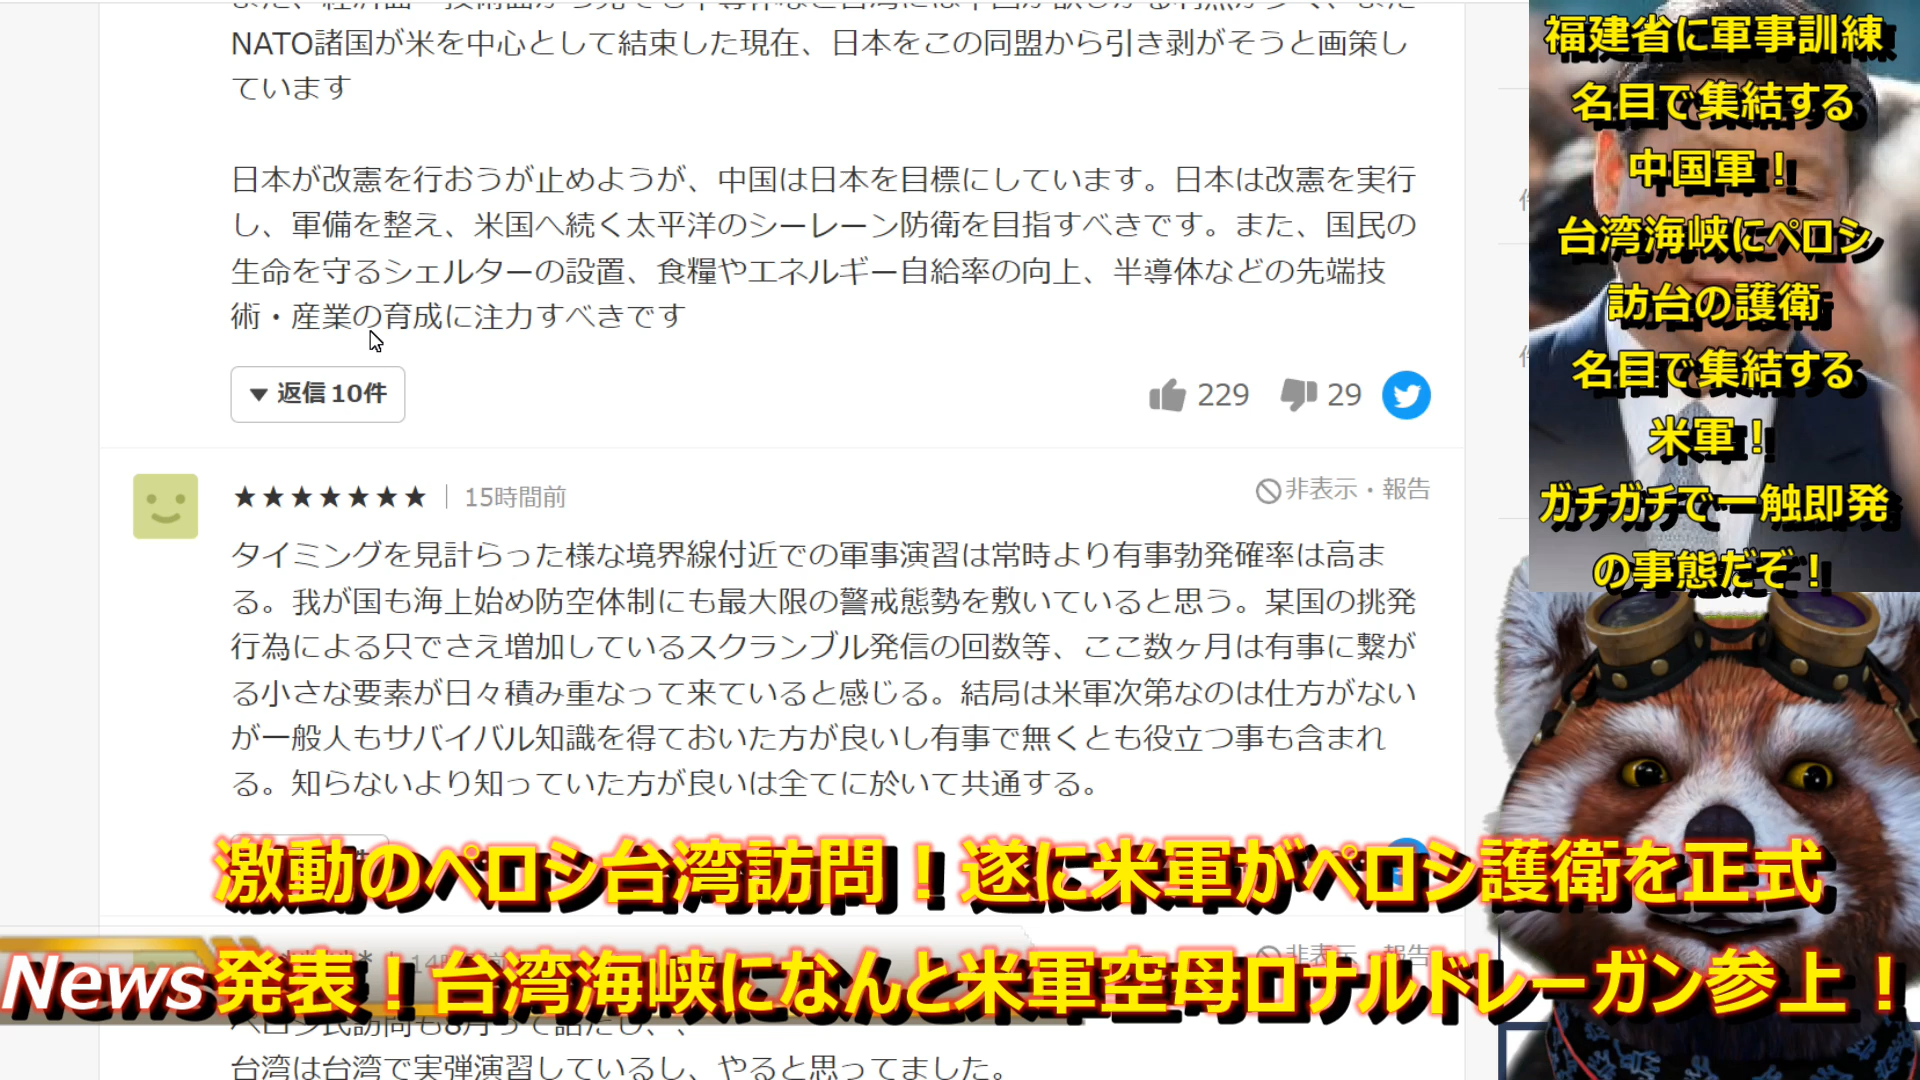 NATO諸国が米を中心として結束した現在、日本をこの同盟から引き剥がそうと画策し
ています
日本が改憲を行おうが止めようが、中国は日本を目標にしています。日本は改憲を実行
し、軍備を整え、米国へ続く太平洋のシーレーン防衛を目指すべきです。また、国民の
生命を守るシェルターの設置、食糧やエネルギー自給率の向上、半導体などの先端技
術・産業の育成に注力すべきです
返信10件
229
29
★★★★★★★
15時間前
非表示・報告
タイミングを見計らった様な境界線付近での軍事演習は常時より有事勃発確率は高ま
る。我が国も海上始め防空体制にも最大限の警戒態勢を敷いていると思う。某国の挑発
行為による只でさえ増加しているスクランブル発信の回数等、ここ数ヶ月は有事に繋が
る小さな要素が日々積み重なって来ていると感じる。結局は米軍次第なのは仕方がない
が一般人もサバイバル知識を得ておいた方が良いし有事で無くとも役立つ事も含まれ
る。知らないより知っていた方が良いは全てに於いて共通する。
激動のペロシ台湾訪問！遂に米軍がペロシ護衛を正式
非表示・報告
News
発表！台湾海峡になんと米軍空母ロナルドレーガン参上！
ペロシ氏訪問も8月って話だし、、
台湾は台湾で実弾演習しているし、やると思ってました。
福建省に軍事訓練
名目で集結する
中国軍！
台湾海峡にペロシ
訪台の護衛
名目で集結する
米軍！
ガチガチで一触即発
の事態だぞ！